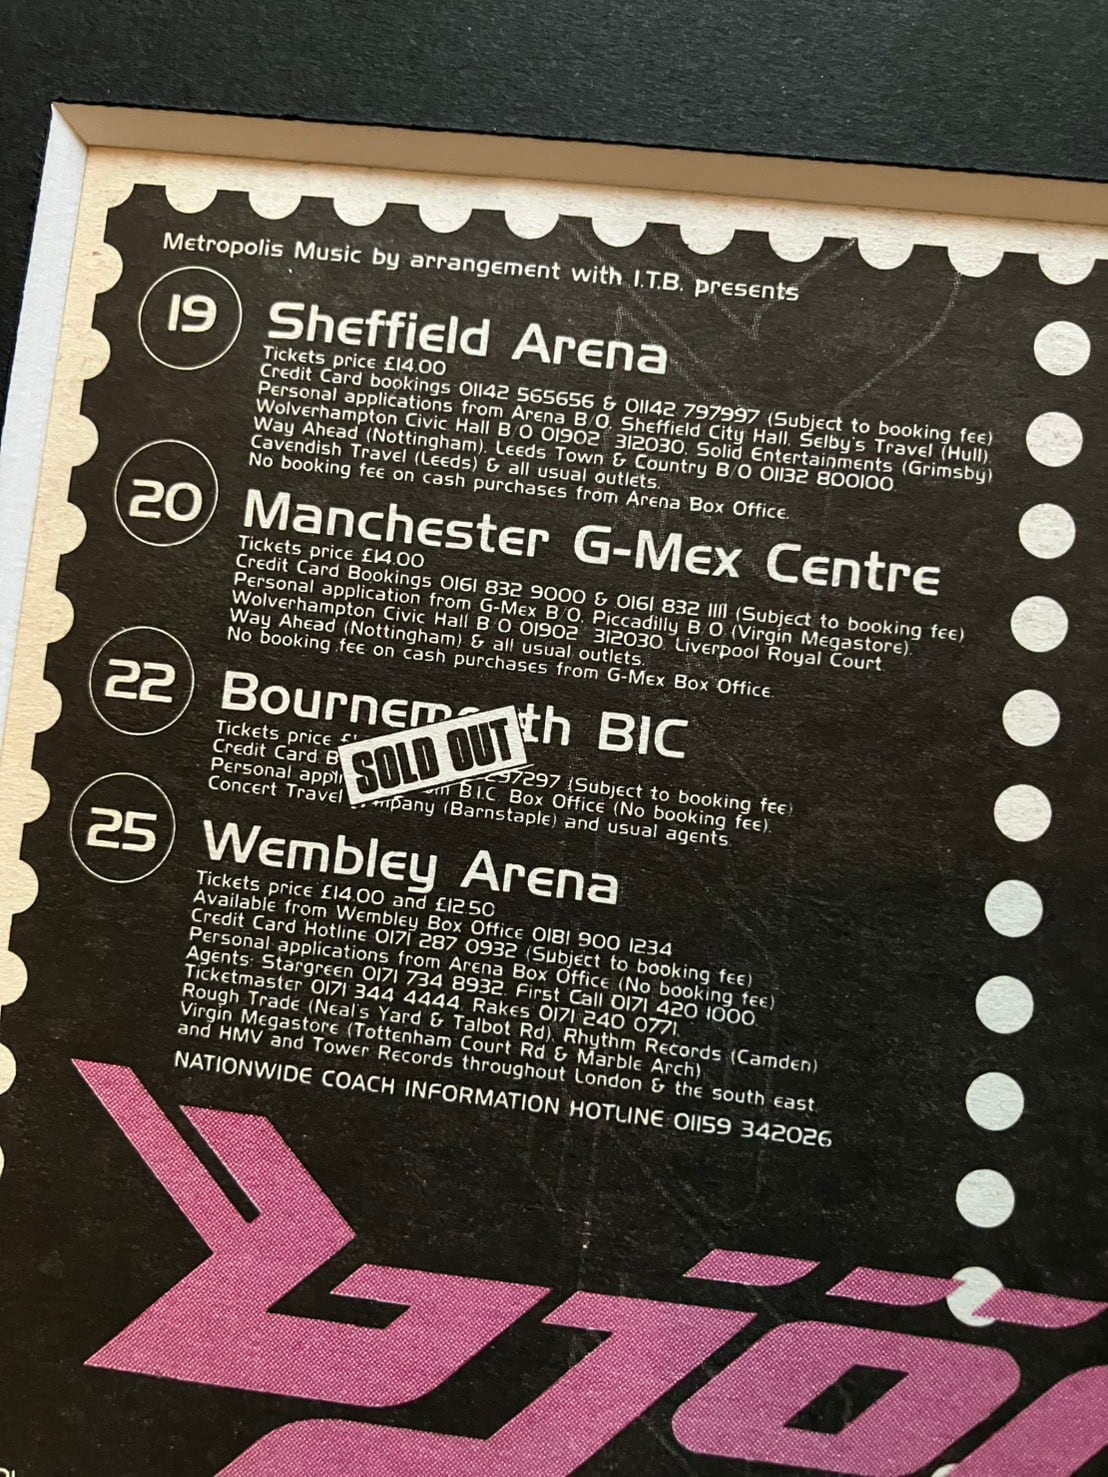 Metropolis Music by arrangement with I.T.B. presents
19
Sheffield Arena
Tickets price £14.00
Credit Card bookings 01142 565656 & 01142 797997 (Subject to booking fee)
Personal applications from Arena B/O, Sheffield City Hall, Selby's Travel (Hull),
Wolverhampton Civic Hall B/O 01902 312030, Solid Entertainments (Grimsby)
Way Ahead (Nottingham), Leeds Town & Country B/O 01132 800100
Cavendish Travel (Leeds) & all usual outlets.
No booking fee on cash purchases from Arena Box Office.
20
Manchester G-Mex Centre
Tickets price £14.00
Credit Card Bookings 0161 832 9000 & 0161 832 1111 (Subject to booking fee)
Personal application from G-Mex B/O, Piccadilly B/O (Virgin Megastore),
Wolverhampton Civic Hall B/O 01902 312030, Liverpool Royal Court
Way Ahead (Nottingham) & all usual outlets.
No booking fee on cash purchases from G-Mex Box Office.
22
Bournemouth BIC
SOLD OUT
Tickets price
Credit Card 297297 (Subject to booking fee)
Personal B.I.C. Box Office (No booking fee).
Concert Travel Company (Barnstaple) and usual agents.
25
Wembley Arena
Tickets price £14.00 and £12.50
Available from Wembley Box Office 0181 900 1234
Credit Card Hotline 0171 287 0932 (Subject to booking fee)
Personal applications from Arena Box Office (No booking fee)
Agents: Stargreen 0171 734 8932, First Call 0171 420 1000
Ticketmaster 0171 344 4444, Rakes 0171 240 0771,
Rough Trade (Neal's Yard & Talbot Rd), Rhythm Records (Camden)
Virgin Megastore (Tottenham Court Rd & Marble Arch)
and HMV and Tower Records throughout London & the south east.
NATIONWIDE COACH INFORMATION HOTLINE 01159 342026